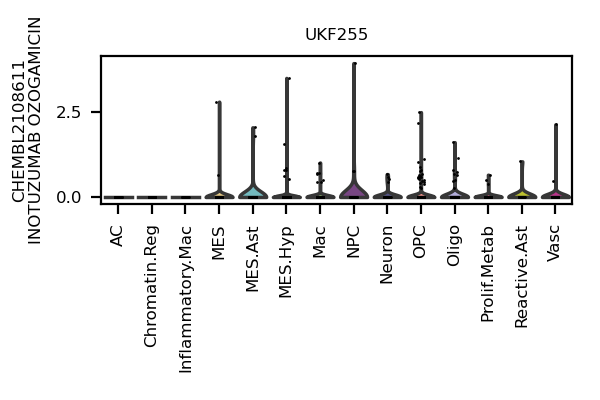 UKF255
CHEMBL2108611
INOTUZUMAB OZOGAMICIN
2.5
0.0
AC
Chromatin.Reg
Inflammatory.Mac
MES
MES.Ast
MES.Hyp
Mac
NPC
Neuron
OPC
Oligo
Prolif.Metab
Reactive.Ast
Vasc